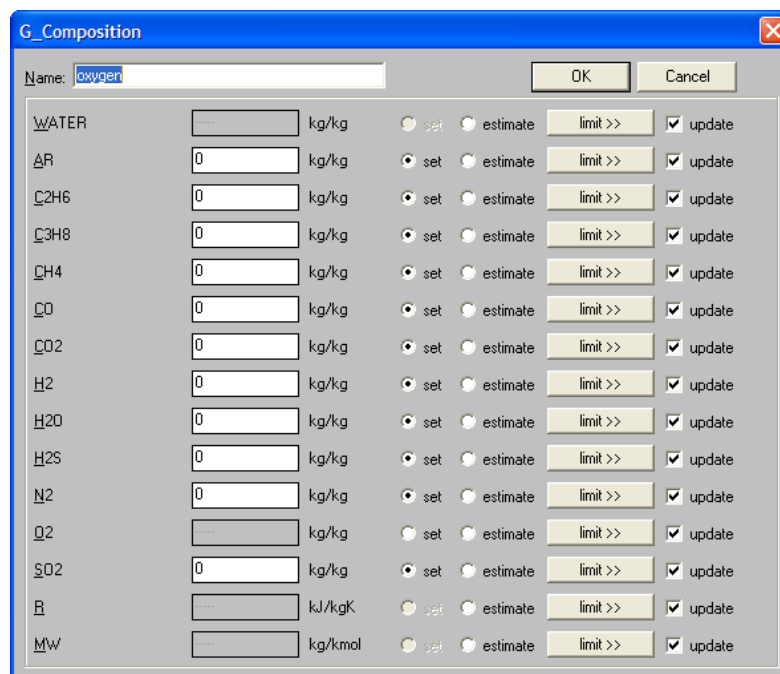 G_Composition
Name: oxygen OK Cancel
WATER ----- kg/kg set estimate limit >> update
AR 0 kg/kg set estimate limit >> update
C2H6 0 kg/kg set estimate limit >> update
C3H8 0 kg/kg set estimate limit >> update
CH4 0 kg/kg set estimate limit >> update
CO 0 kg/kg set estimate limit >> update
CO2 0 kg/kg set estimate limit >> update
H2 0 kg/kg set estimate limit >> update
H2O 0 kg/kg set estimate limit >> update
H2S 0 kg/kg set estimate limit >> update
N2 0 kg/kg set estimate limit >> update
O2 ----- kg/kg set estimate limit >> update
SO2 0 kg/kg set estimate limit >> update
R ----- kJ/kgK set estimate limit >> update
MW ----- kg/kmol set estimate limit >> update